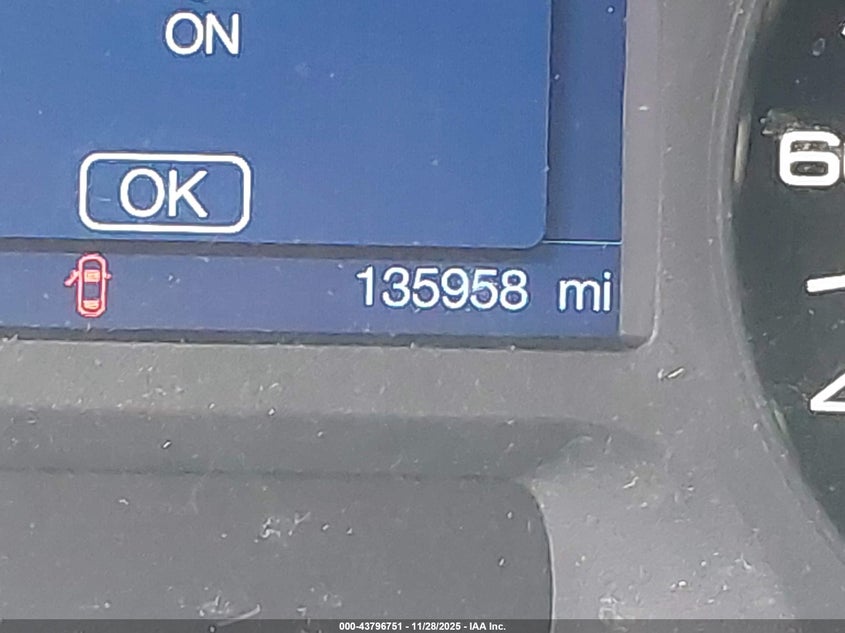 ON
OK
135958 mi
000-43796751 - 11/28/2025 - IAA Inc.